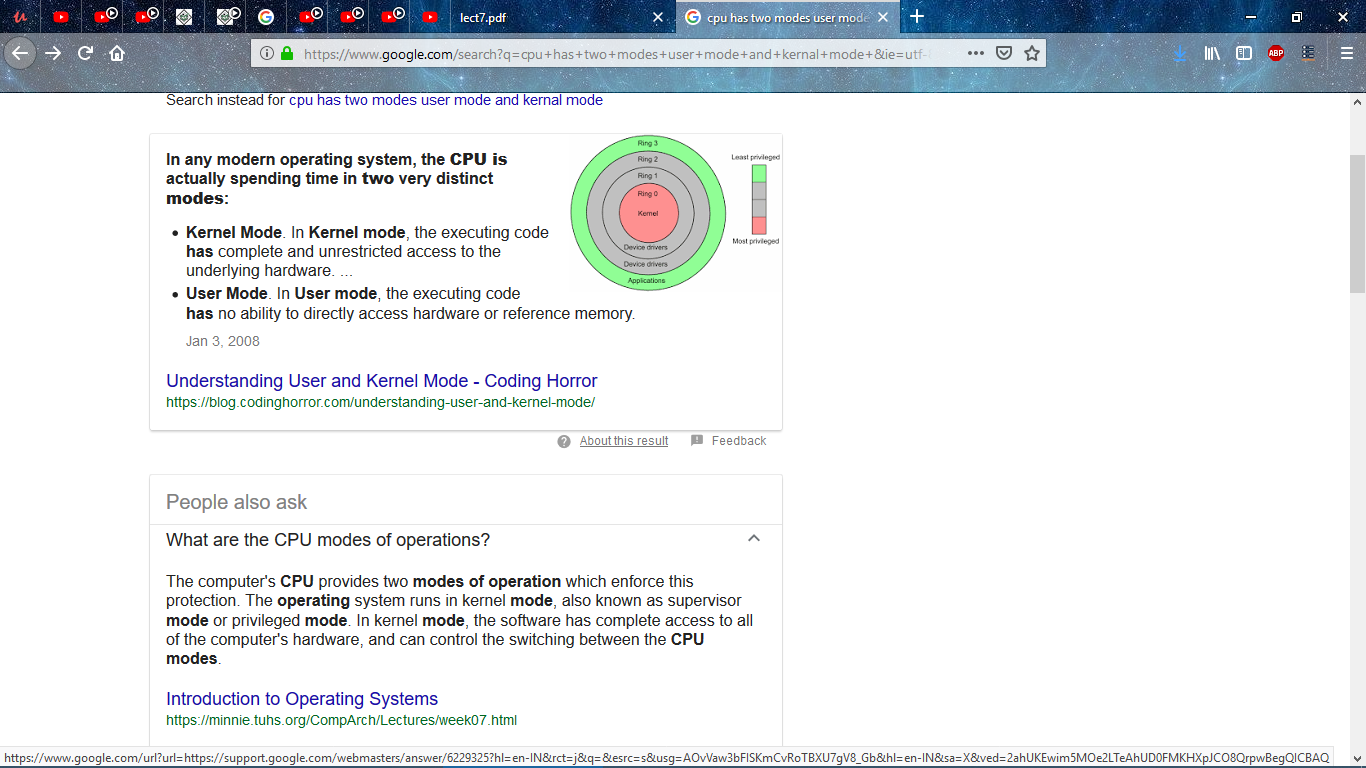 lect7.pdf
cpu has two modes user mode
https://www.google.com/search?q=cpu+has+two+modes+user+mode+and+kernal+mode+&ie=utf-
ABP
Search instead for cpu has two modes user mode and kernal mode
In any modern operating system, the CPU is
actually spending time in two very distinct
modes:
• Kernel Mode. In Kernel mode, the executing code
has complete and unrestricted access to the
underlying hardware. ...
• User Mode. In User mode, the executing code
has no ability to directly access hardware or reference memory.
Jan 3, 2008
Ring 3
Ring 2
Ring 1
Ring 0
Kernel
Device drivers
Device drivers
Applications
Least privileged
Most privileged
Understanding User and Kernel Mode - Coding Horror
https://blog.codinghorror.com/understanding-user-and-kernel-mode/
About this result
Feedback
People also ask
What are the CPU modes of operations?
The computer's CPU provides two modes of operation which enforce this
protection. The operating system runs in kernel mode, also known as supervisor
mode or privileged mode. In kernel mode, the software has complete access to all
of the computer's hardware, and can control the switching between the CPU
modes.
Introduction to Operating Systems
https://minnie.tuhs.org/CompArch/Lectures/week07.html
https://www.google.com/url?url=https://support.google.com/webmasters/answer/6229325?hl=en-IN&rct=j&q=&esrc=s&usg=AOvVaw3bFlSKmCvRoTBXU7gV8_Gb&hl=en-IN&sa=X&ved=2ahUKEwim5MOe2LTeAhUD0FMKHXpJCO8QrpwBegQICBAQ